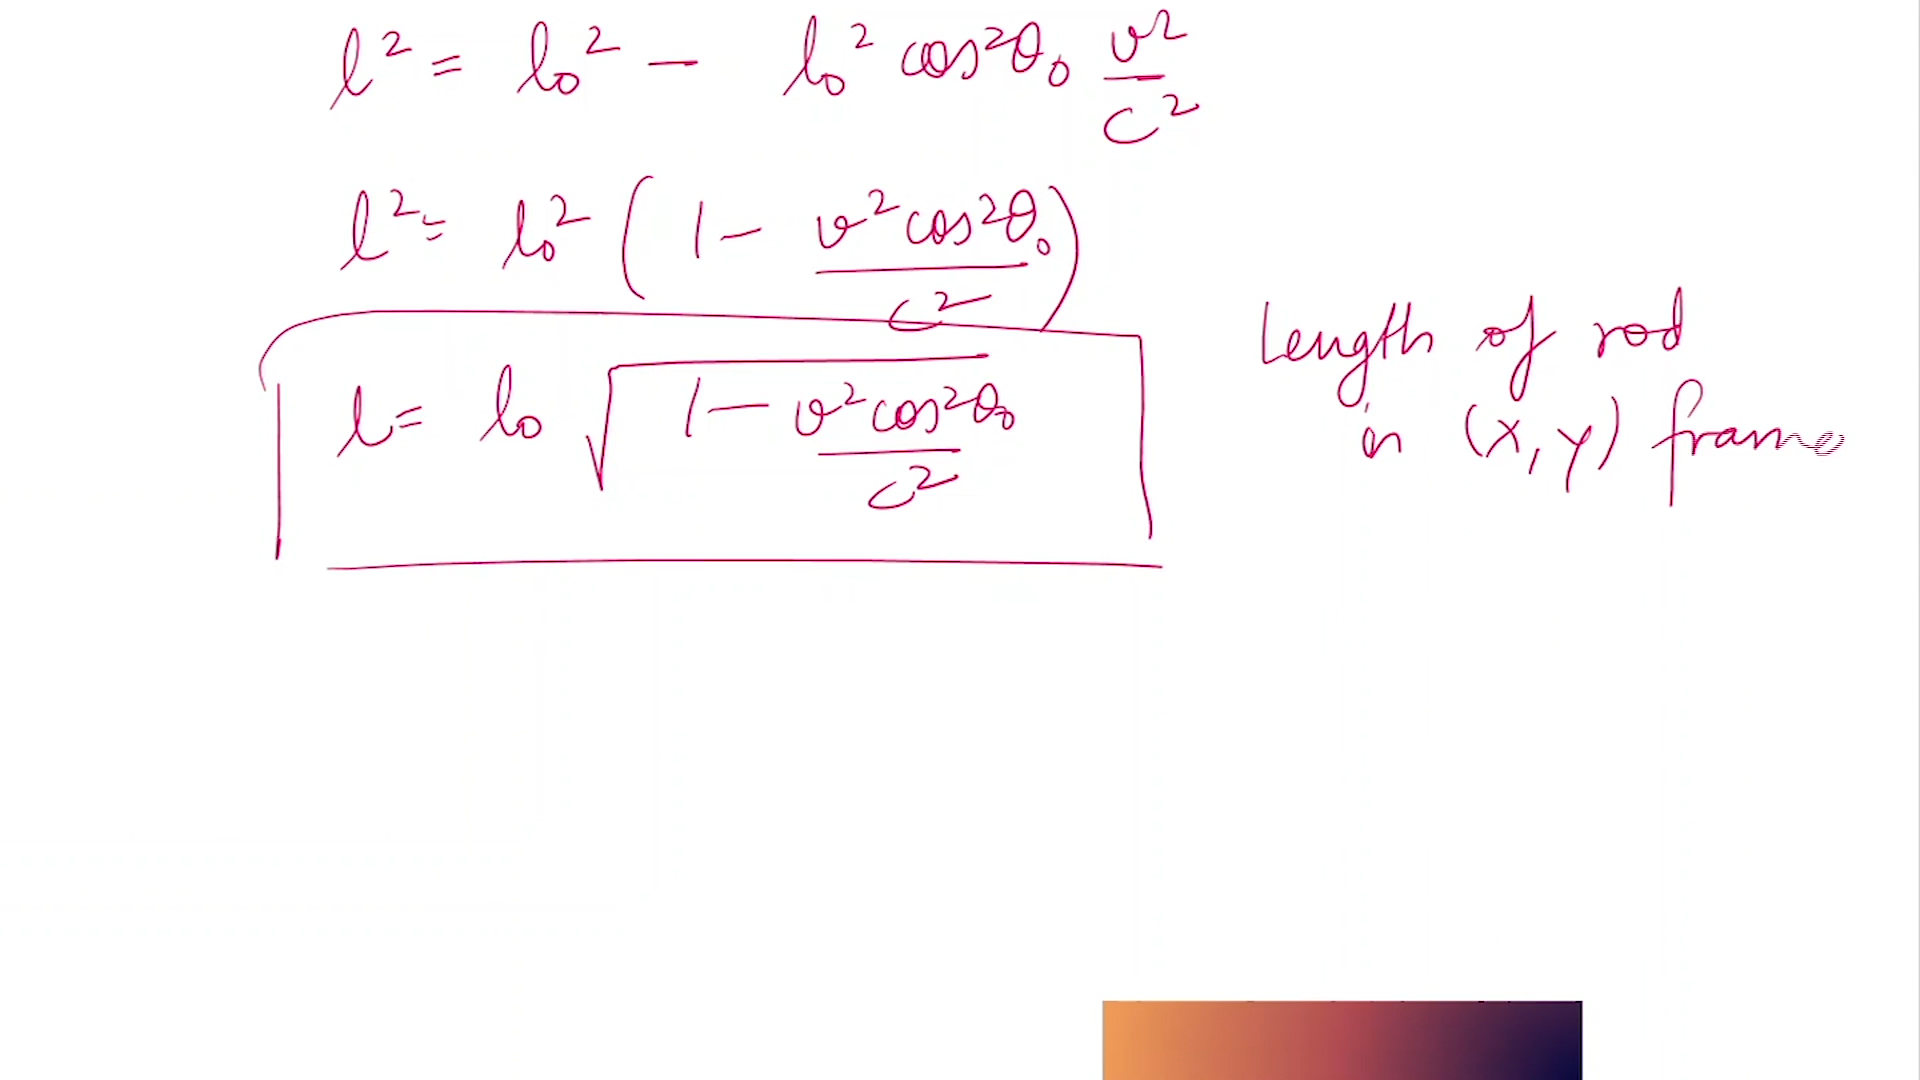 l² = l₀² − l₀² cos²θ₀ v²/c²
l² = l₀² (1 − v²cos²θ₀/c²)
l = l₀ √(1 − v²cos²θ₀/c²)
Length of rod
in (x, y) frame